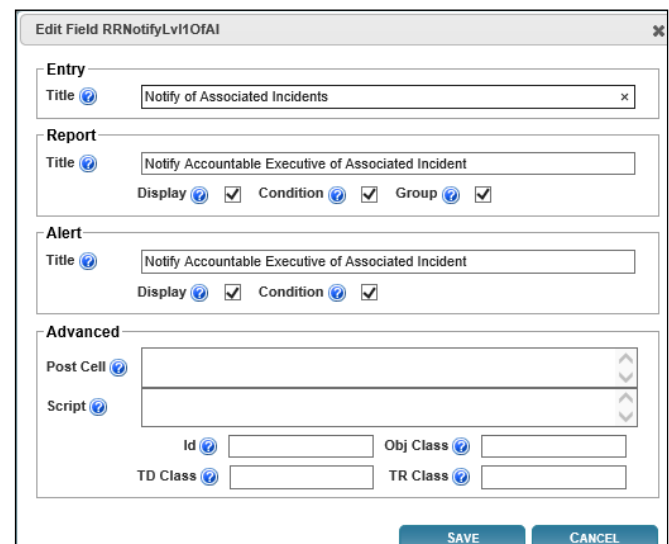 Edit Field RRNotifyLvl1OfAI
Entry
Title Notify of Associated Incidents
Report
Title Notify Accountable Executive of Associated Incident
Display Condition Group
Alert
Title Notify Accountable Executive of Associated Incident
Display Condition
Advanced
Post Cell
Script
Id Obj Class
TD Class TR Class
SAVE CANCEL